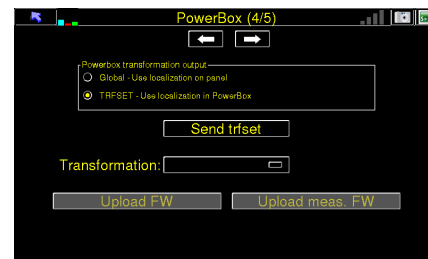 PowerBox (4/5)
Powerbox transformation output
Global - Use localization on panel
TRFSET - Use localization in PowerBox
Send trfset
Transformation:
Upload FW
Upload meas. FW